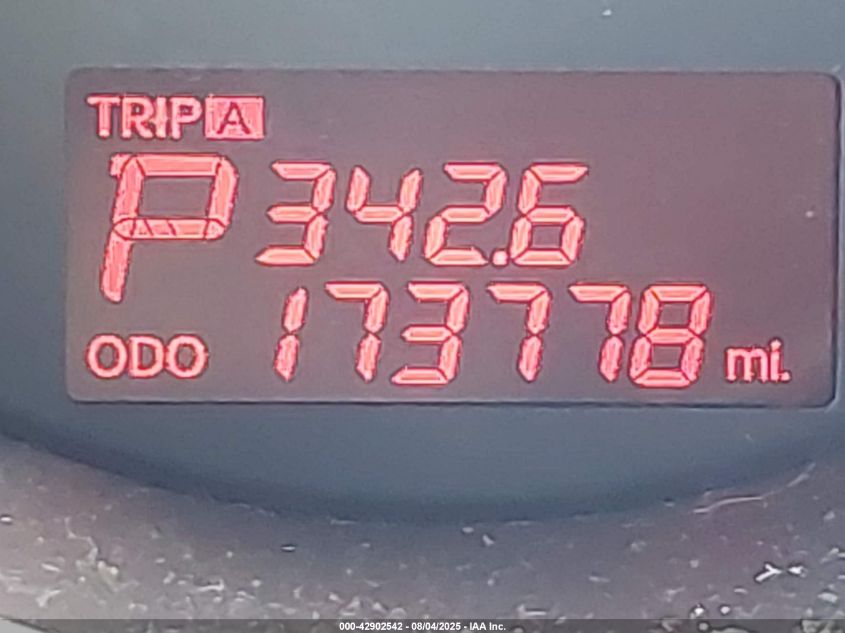 TRIP A
P 342.6
ODO 173778 mi.
000-42902542 - 08/04/2025 - IAA Inc.